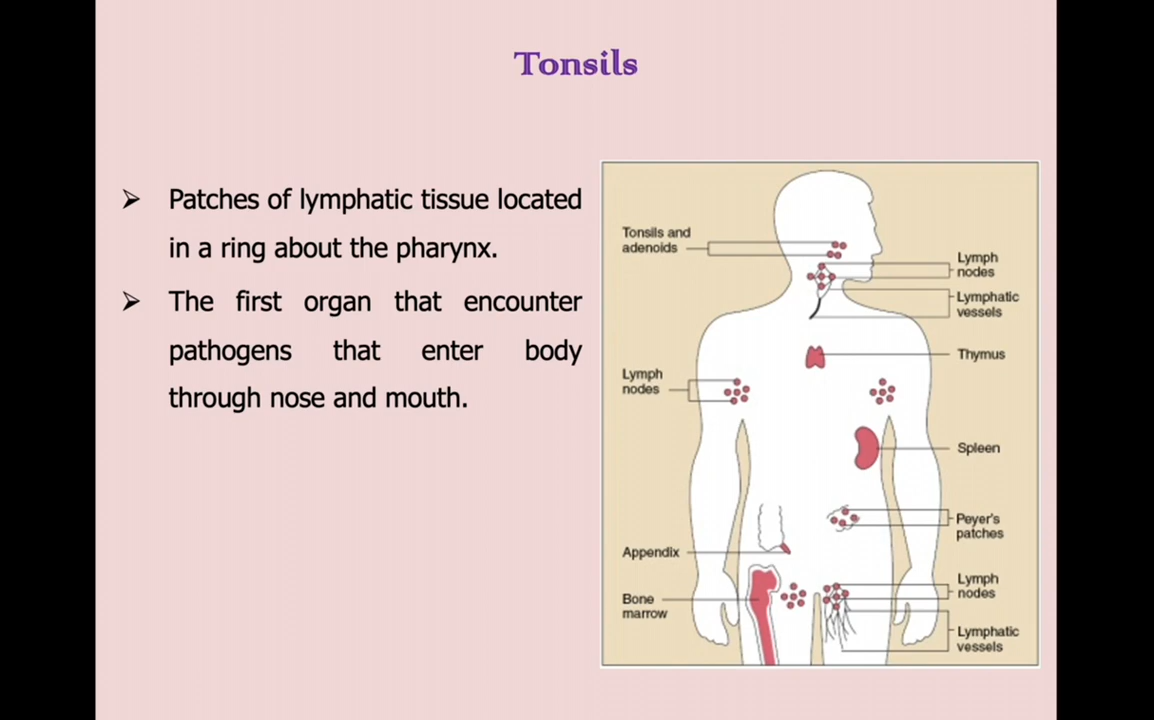 Tonsils
➢ Patches of lymphatic tissue located
in a ring about the pharynx.
➢ The first organ that encounter
pathogens that enter body
through nose and mouth.
Tonsils and
adenoids
Lymph
nodes
Lymphatic
vessels
Thymus
Lymph
nodes
Spleen
Peyer's
patches
Appendix
Lymph
nodes
Bone
marrow
Lymphatic
vessels